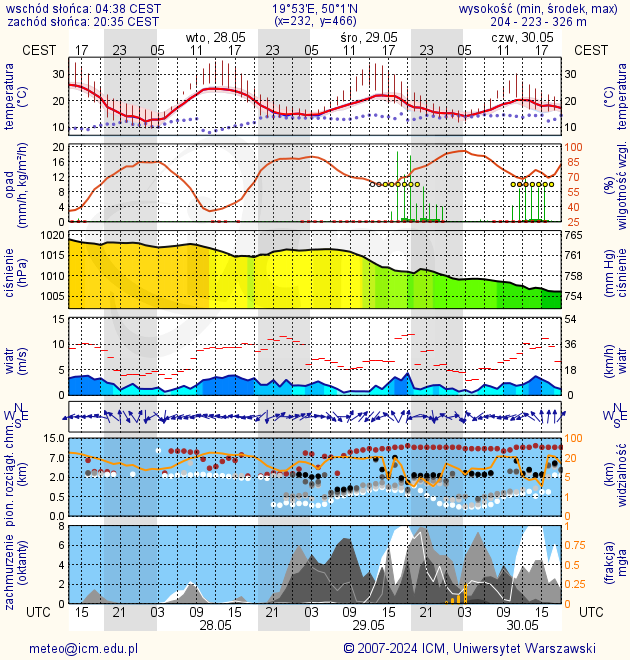 wschód słońca: 04:38 CEST 19°53'E, 50°1'N wysokość (min, środek, max)
zachód słońca: 20:35 CEST (x=232, y=466) 204 - 223 - 326 m
wto, 28.05 śro, 29.05 czw, 30.05
CEST 17 23 05 11 17 23 05 11 17 23 05 11 17 CEST
temperatura (°C) 30 20 10 30 20 10 temperatura (°C)
opad (mm/h, kg/m²/h) 20 16 12 8 4 0 100 85 70 55 40 25 (%) wilgotność wzgl.
ciśnienie (hPa) 1020 1015 1010 1005 765 761 758 754 (mm Hg) ciśnienie
wiatr (m/s) 15 10 5 0 54 36 18 0 (km/h) wiatr
N W E S N W E S
pion. rozciągł. chm. (km) 15.0 7.0 2.0 0.5 0.0 100 20 5 1 0 (km) widzialność
zachmurzenie (oktanty) 8 6 4 2 0 1 0.75 0.5 0.25 0 (frakcja) mgła
UTC 15 21 03 09 15 21 03 09 15 21 03 09 15 UTC
28.05 29.05 30.05
meteo@icm.edu.pl © 2007-2024 ICM, Uniwersytet Warszawski